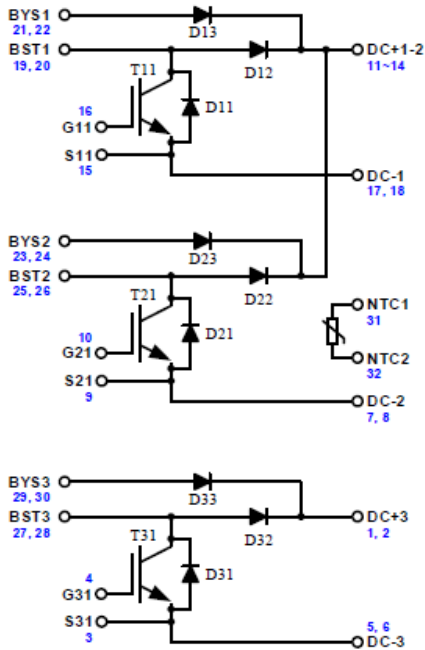 BYS1
21, 22
D13
BST1
19, 20
D12
DC+1-2
11~14
T11
16
D11
G11
S11
15
DC-1
17, 18
BYS2
23, 24
D23
BST2
25, 26
D22
T21
NTC1
31
10
D21
G21
NTC2
32
S21
9
DC-2
7, 8
BYS3
29, 30
D33
BST3
27, 28
D32
DC+3
1, 2
T31
4
D31
G31
S31
3
5, 6
DC-3